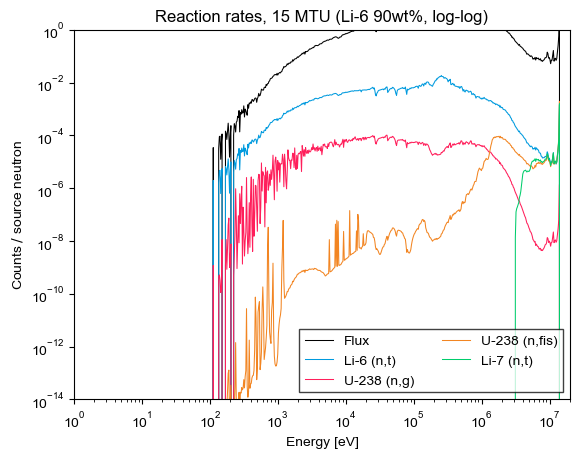 Reaction rates, 15 MTU (Li-6 90wt%, log-log)
Counts / source neutron
10^0
10^-2
10^-4
10^-6
10^-8
10^-10
10^-12
10^-14
Flux
Li-6 (n,t)
U-238 (n,g)
U-238 (n,fis)
Li-7 (n,t)
10^0 10^1 10^2 10^3 10^4 10^5 10^6 10^7
Energy [eV]